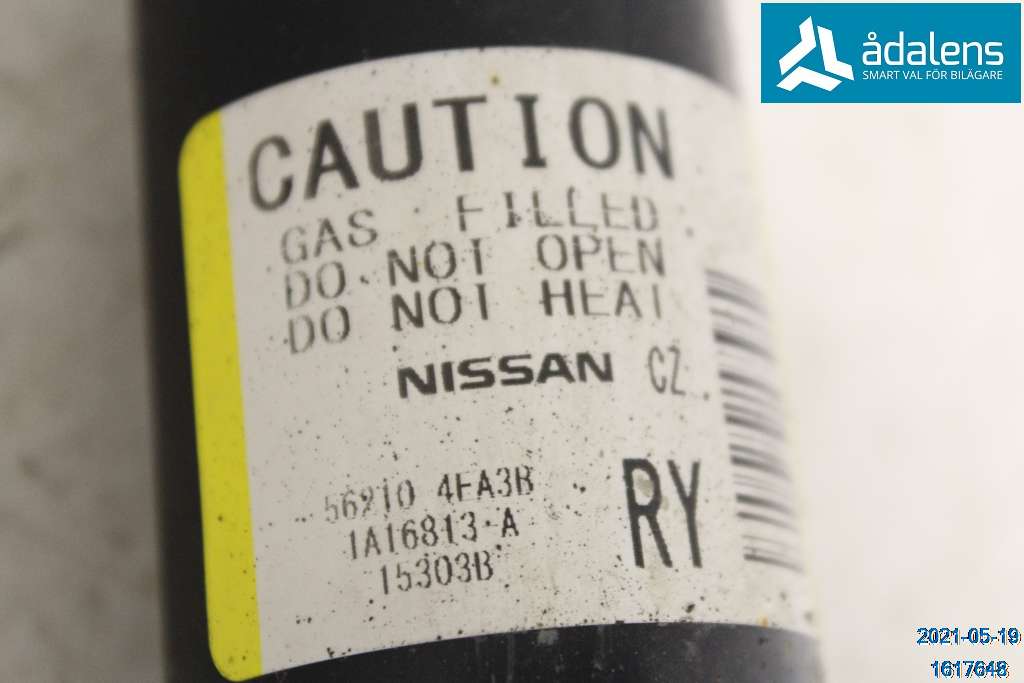 ådalens
SMART VAL FÖR BILÄGARE
CAUTION
GAS FILLED
DO NOT OPEN
DO NOT HEAT
NISSAN CZ
56210 4EA3B
RY
1A16813-A
15303B
2021-05-19
1617648